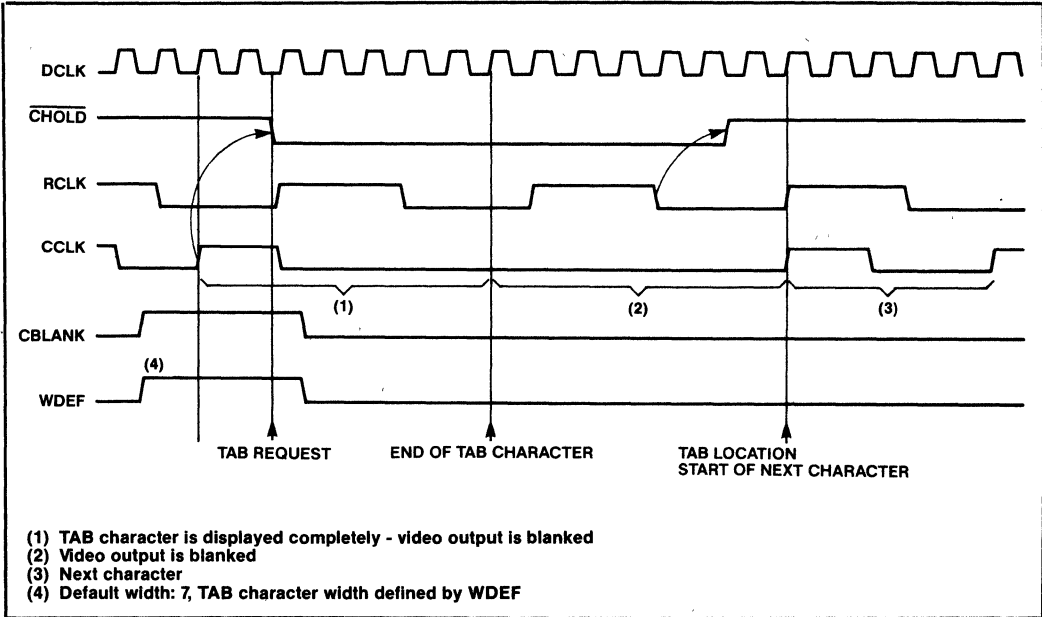 DCLK
CHOLD
RCLK
CCLK
(1)
(2)
(3)
CBLANK
(4)
WDEF
TAB REQUEST
END OF TAB CHARACTER
TAB LOCATION
START OF NEXT CHARACTER
(1) TAB character is displayed completely - video output is blanked
(2) Video output is blanked
(3) Next character
(4) Default width: 7, TAB character width defined by WDEF